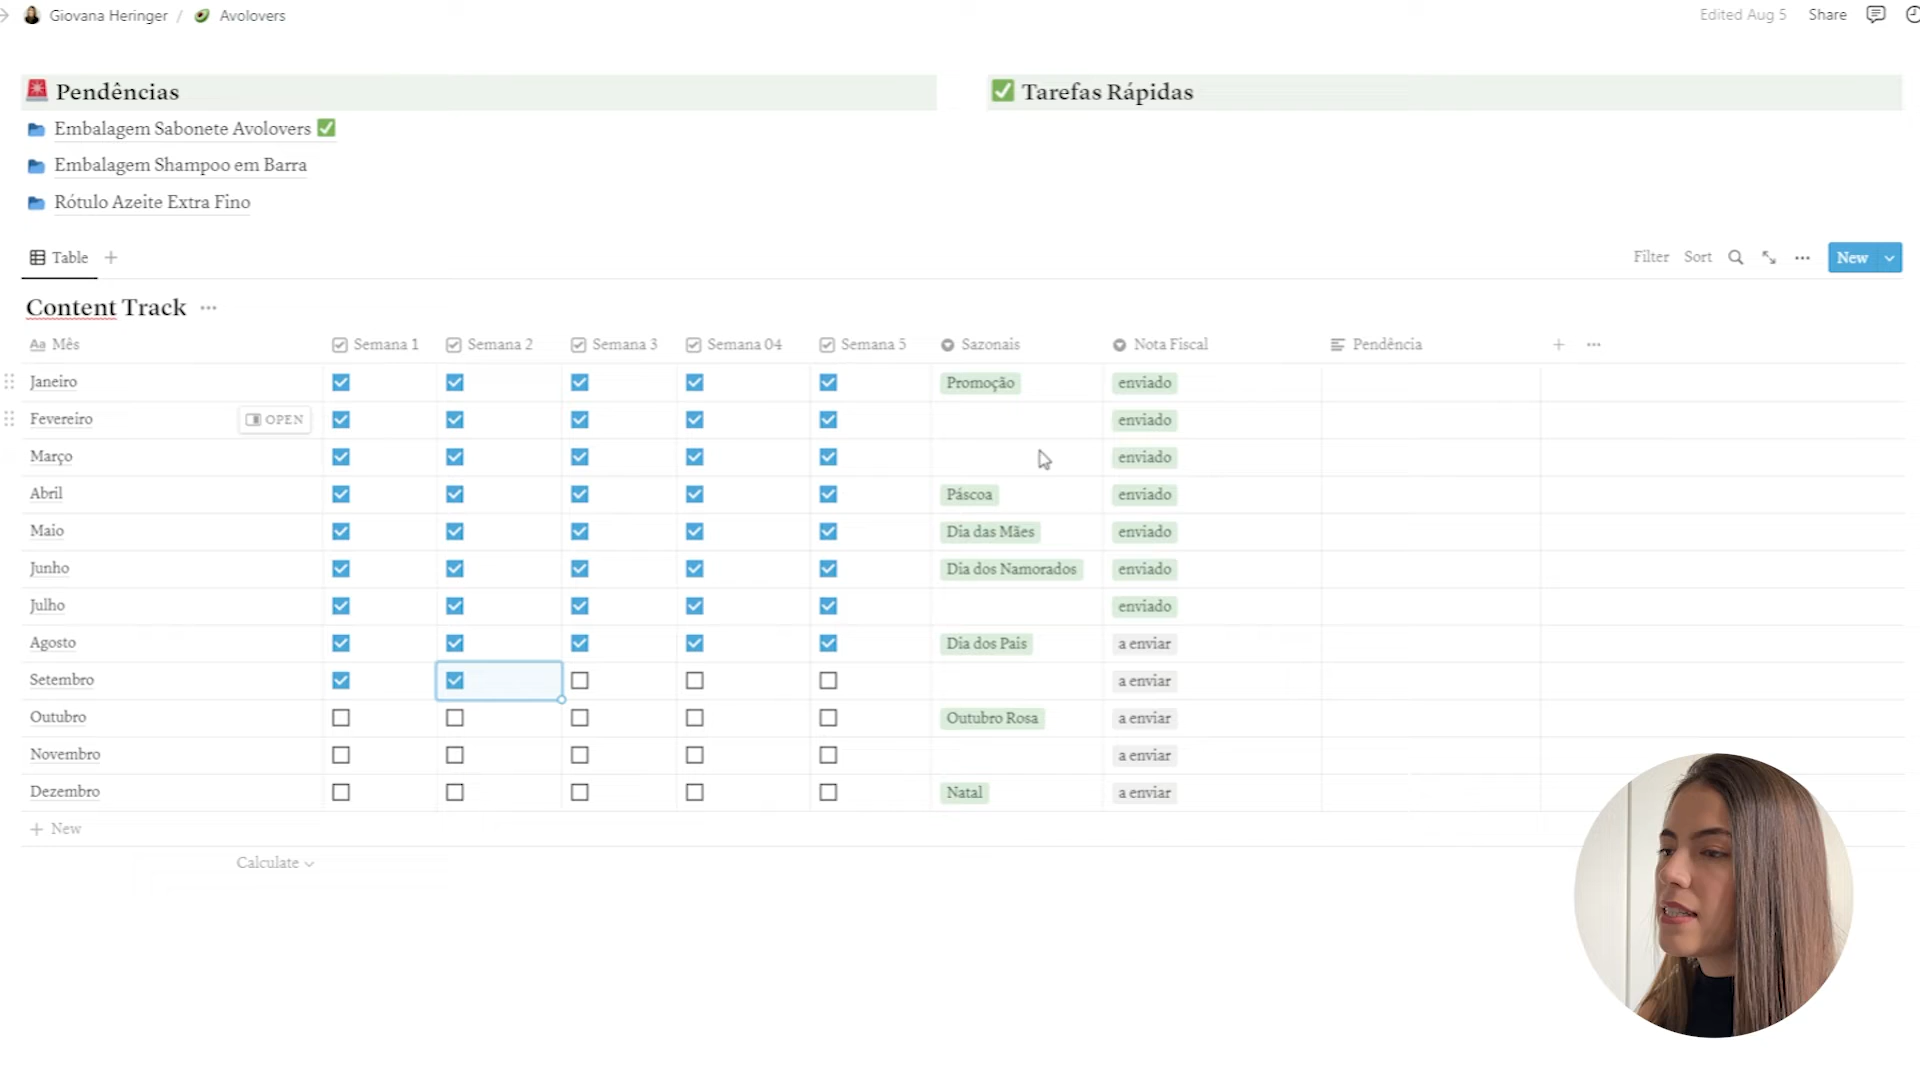 Giovana Heringer / Avolovers
Edited Aug 5 Share
Pendências
Tarefas Rápidas
Embalagem Sabonete Avolovers
Embalagem Shampoo em Barra
Rótulo Azeite Extra Fino
Table
Filter Sort New
Content Track
Aa Mês Semana 1 Semana 2 Semana 3 Semana 04 Semana 5 Sazonais Nota Fiscal Pendência
Janeiro Promoção enviado
Fevereiro OPEN enviado
Março enviado
Abril Páscoa enviado
Maio Dia das Mães enviado
Junho Dia dos Namorados enviado
Julho enviado
Agosto Dia dos Pais a enviar
Setembro a enviar
Outubro Outubro Rosa a enviar
Novembro a enviar
Dezembro Natal a enviar
+ New
Calculate